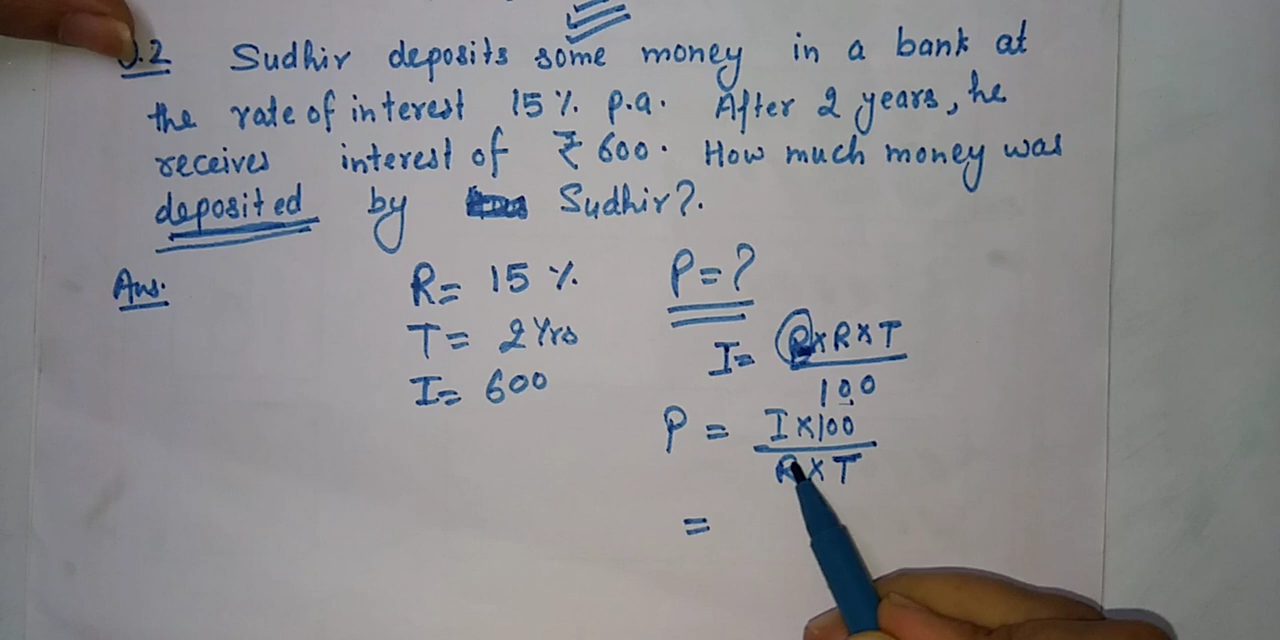 .2 Sudhir deposits some money in a bank at
the rate of interest 15 % p.a. After 2 years, he
receives interest of ₹ 600. How much money was
deposited by Sudhir?.
Ans.
R= 15 %
T= 2 Yrs
I= 600
P=?
I= P×R×T
100
P = I×100
R×T
=